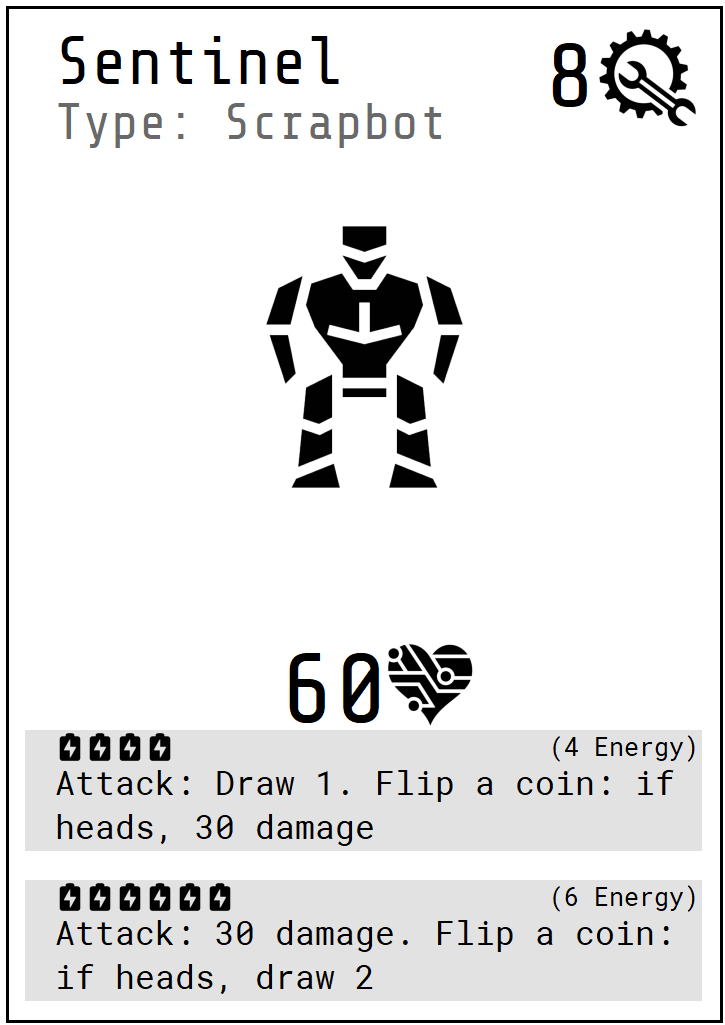 Sentinel
8
Type: Scrapbot
60
(4 Energy)
Attack: Draw 1. Flip a coin: if
heads, 30 damage
(6 Energy)
Attack: 30 damage. Flip a coin:
if heads, draw 2